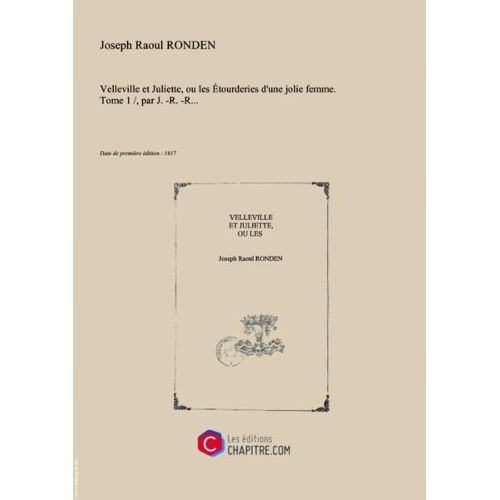 Joseph Raoul RONDEN
Velleville et Juliette, ou les Étourderies d'une jolie femme.
Tome 1 /, par J. -R. -R...
Date de première édition : 1817
VELLEVILLE
ET JULIETTE,
OU LES
Joseph Raoul RONDEN
C
Les éditions
CHAPITRE.COM